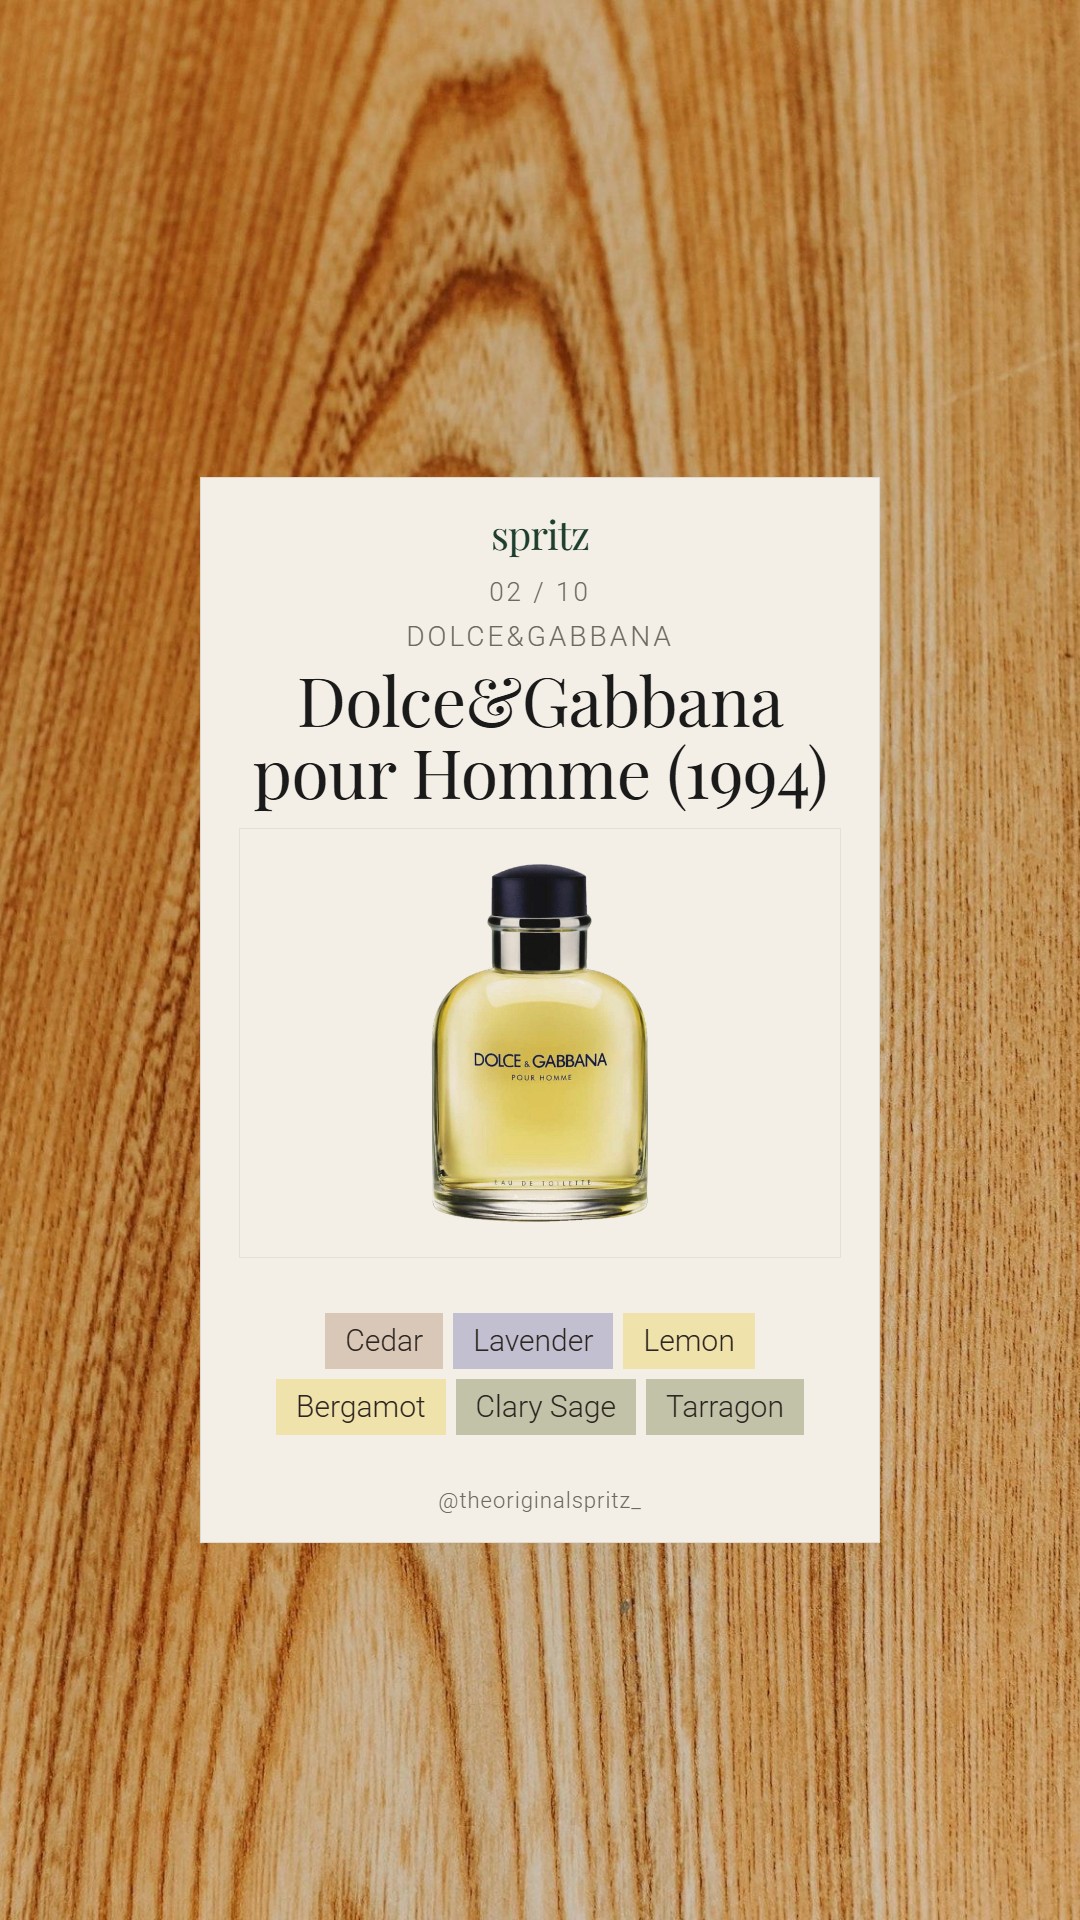 spritz
02 / 10
DOLCE&GABBANA
Dolce&Gabbana
pour Homme (1994)
DOLCE & GABBANA
POUR HOMME
EAU DE TOILETTE
Cedar Lavender Lemon
Bergamot Clary Sage Tarragon
@theoriginalspritz_